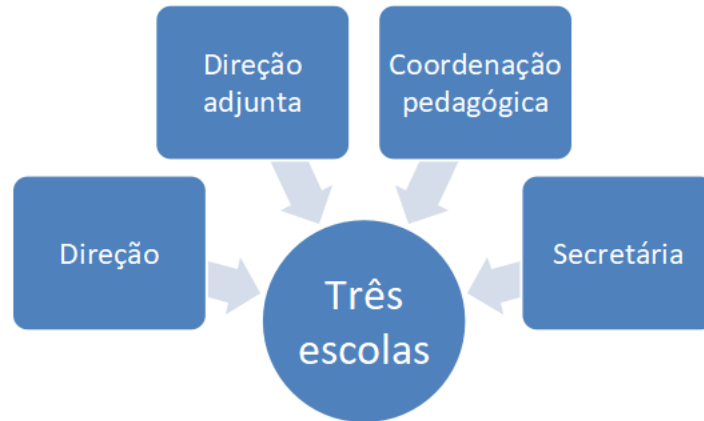 Direção
adjunta
Coordenação
pedagógica
Direção
Secretária
Três
escolas